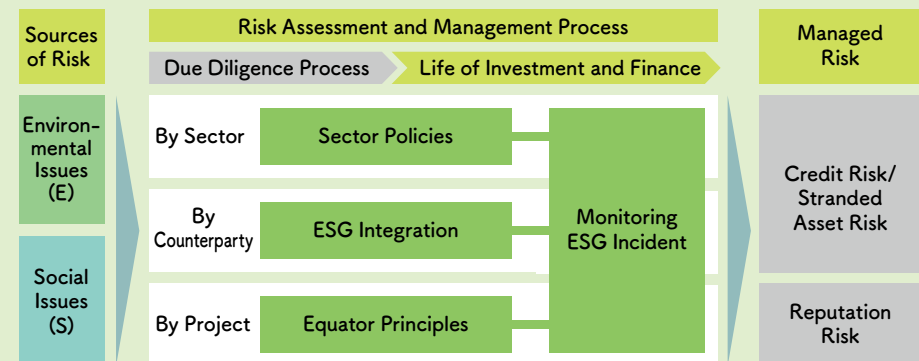 Sources
of Risk
Risk Assessment and Management Process
Due Diligence Process
Life of Investment and Finance
Managed
Risk
Environ-
mental
Issues
(E)
Social
Issues
(S)
By Sector
Sector Policies
By
Counterparty
ESG Integration
By Project
Equator Principles
Monitoring
ESG Incident
Credit Risk/
Stranded
Asset Risk
Reputation
Risk